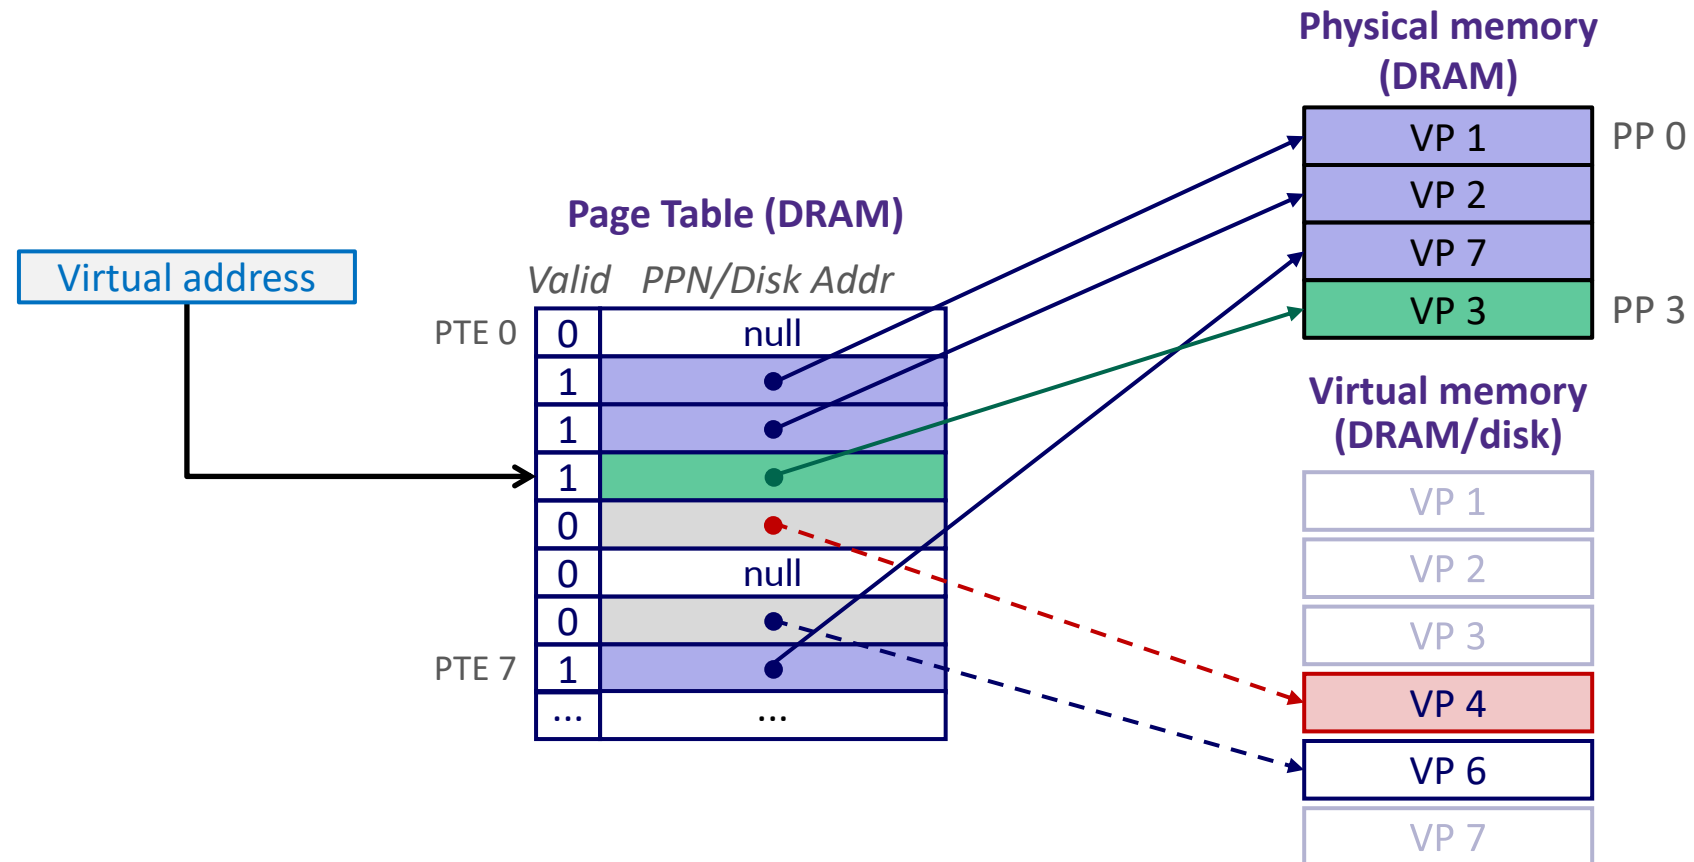 Physical memory
(DRAM)
VP 1 PP 0
VP 2
VP 7
VP 3 PP 3
Page Table (DRAM)
Virtual address
Valid PPN/Disk Addr
PTE 0 0 null
1
1
1
0
0 null
0
PTE 7 1
... ...
Virtual memory
(DRAM/disk)
VP 1
VP 2
VP 3
VP 4
VP 6
VP 7